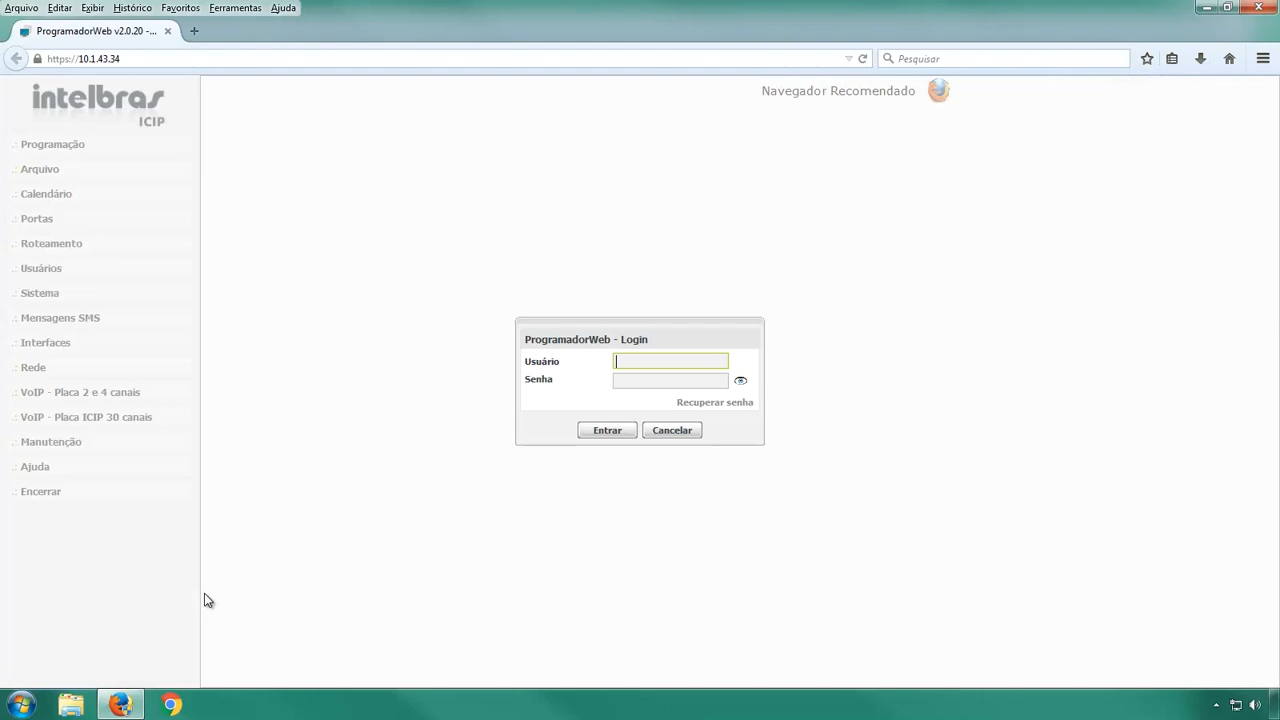 Arquivo Editar Exibir Histórico Favoritos Ferramentas Ajuda
ProgramadorWeb v2.0.20 -...
https://10.1.43.34
Pesquisar
intelbras
ICIP
Navegador Recomendado
.: Programação
.: Arquivo
.: Calendário
.: Portas
.: Roteamento
.: Usuários
.: Sistema
.: Mensagens SMS
.: Interfaces
.: Rede
.: VoIP - Placa 2 e 4 canais
.: VoIP - Placa ICIP 30 canais
.: Manutenção
.: Ajuda
.: Encerrar
ProgramadorWeb - Login
Usuário
Senha
Recuperar senha
Entrar Cancelar